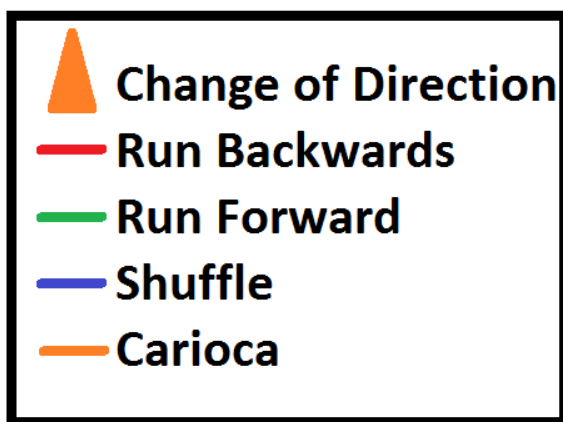 Change of Direction
Run Backwards
Run Forward
Shuffle
Carioca